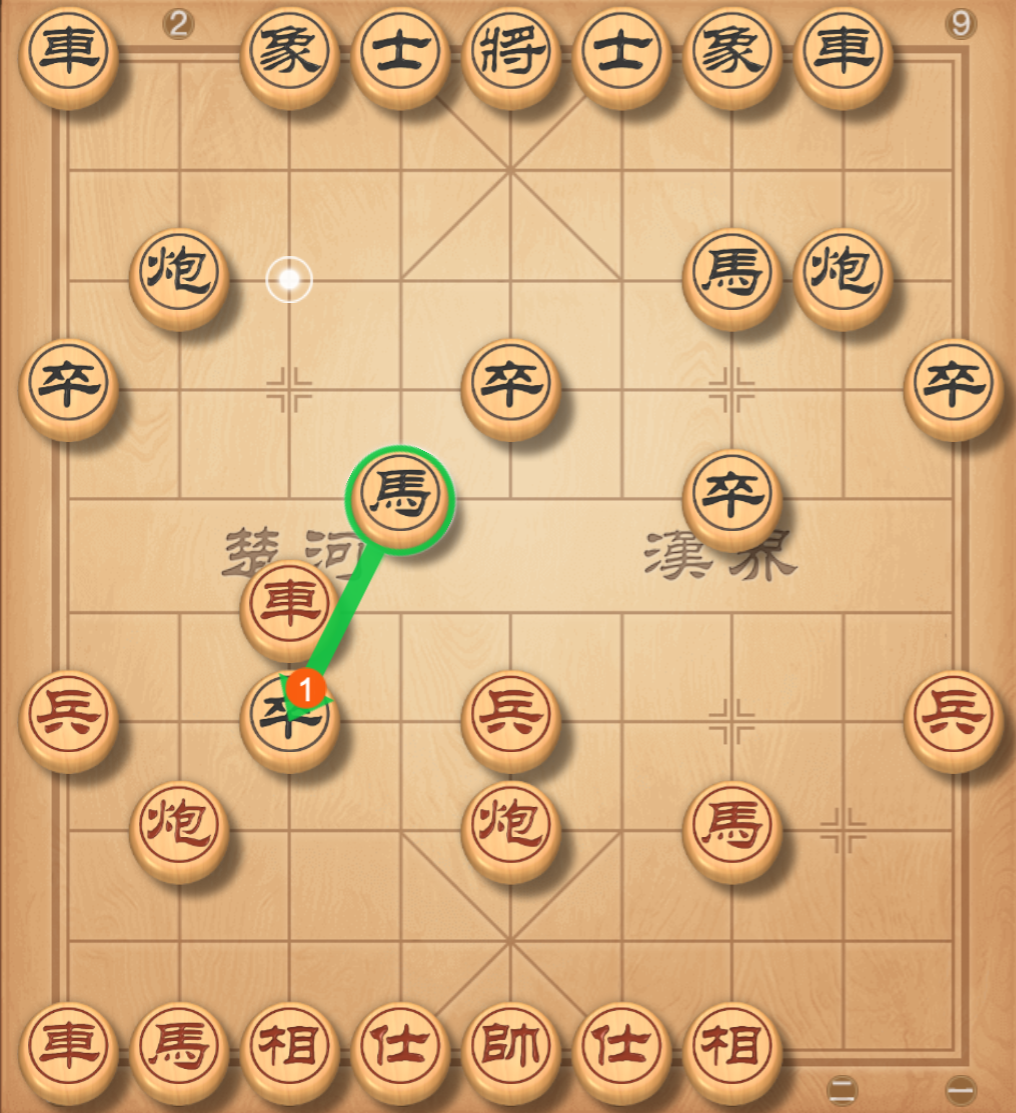 2 9
車 象 士 將 士 象 車
炮 馬 炮
卒 卒 卒
馬 卒
楚 河 漢 界
車
1
兵 卒 兵 兵
炮 炮 馬
車 馬 相 仕 帥 仕 相
二 一